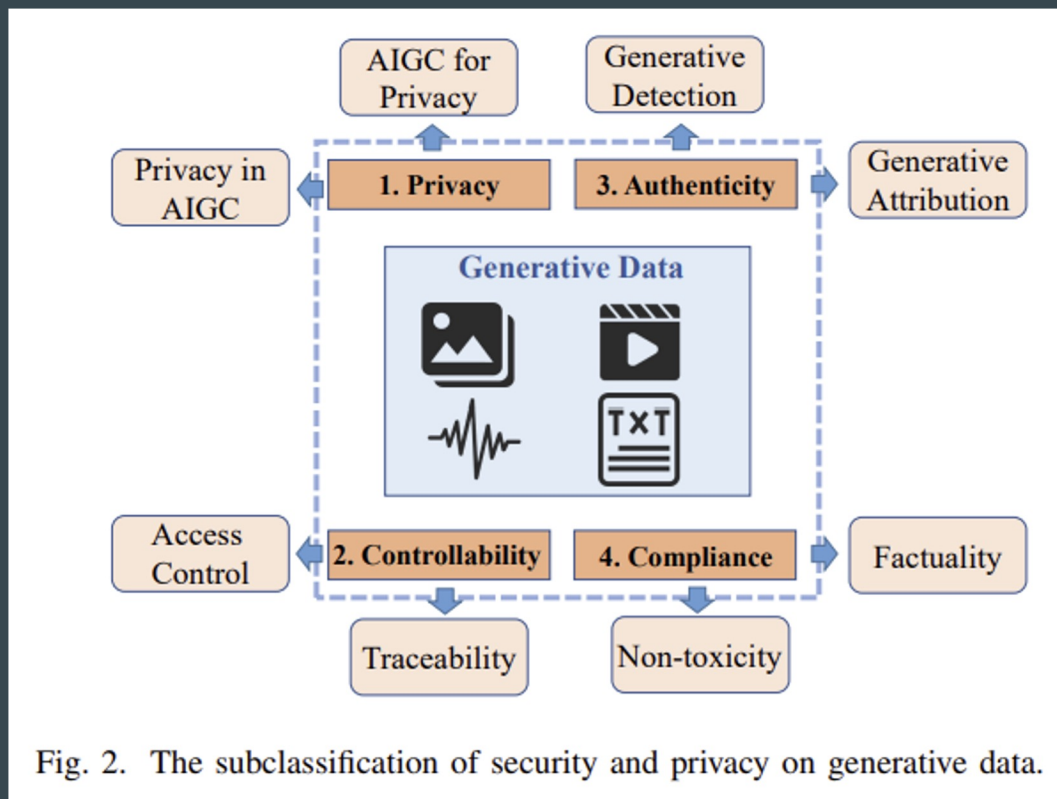 AIGC for
Privacy
Generative
Detection
Privacy in
AIGC
1. Privacy
3. Authenticity
Generative
Attribution
Generative Data
TXT
Access
Control
2. Controllability
4. Compliance
Factuality
Traceability
Non-toxicity
Fig. 2. The subclassification of security and privacy on generative data.